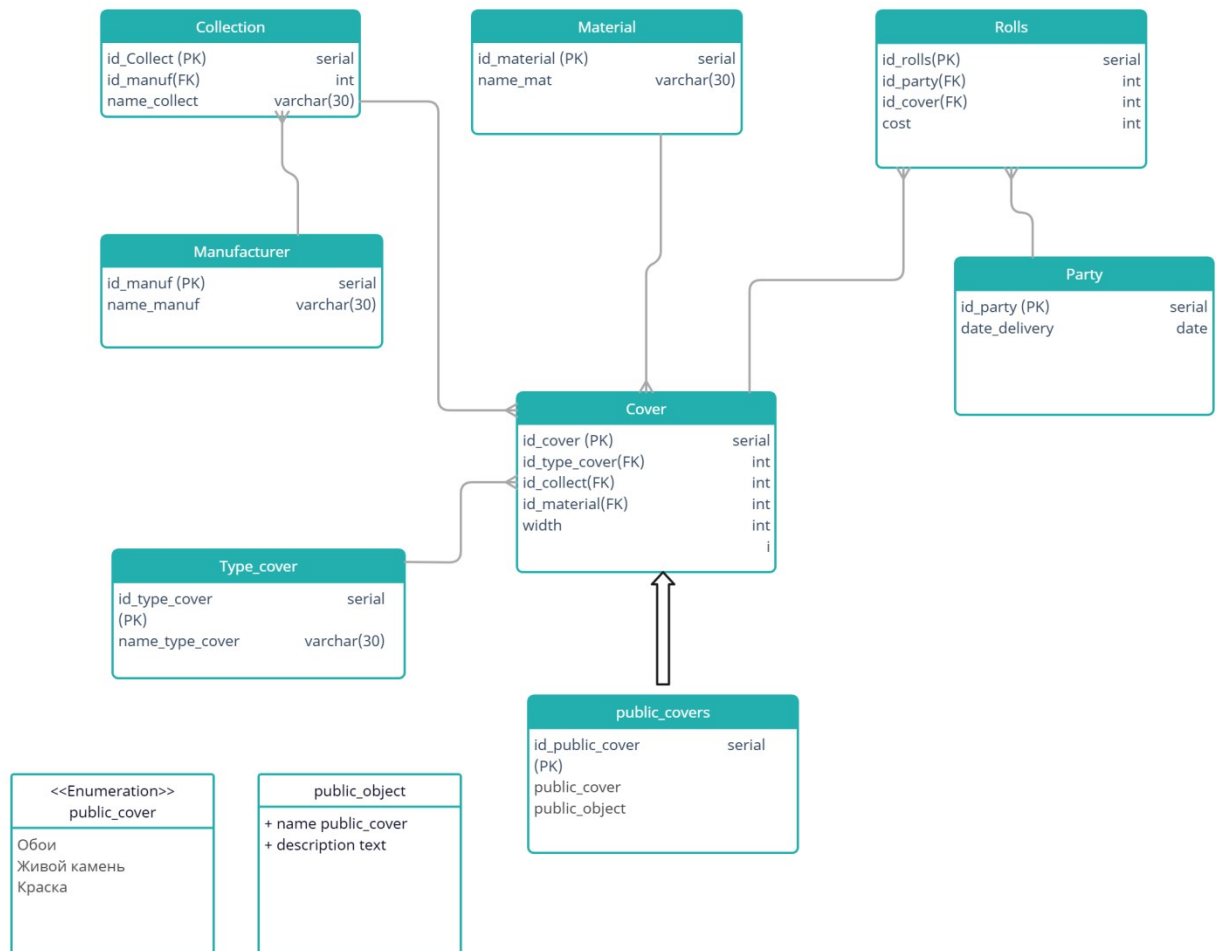 Collection
id_Collect (PK) serial
id_manuf(FK) int
name_collect varchar(30)
Material
id_material (PK) serial
name_mat varchar(30)
Rolls
id_rolls(PK) serial
id_party(FK) int
id_cover(FK) int
cost int
Manufacturer
id_manuf (PK) serial
name_manuf varchar(30)
Party
id_party (PK) serial
date_delivery date
Cover
id_cover (PK) serial
id_type_cover(FK) int
id_collect(FK) int
id_material(FK) int
width int
i
Type_cover
id_type_cover serial
(PK)
name_type_cover varchar(30)
public_covers
id_public_cover serial
(PK)
public_cover
public_object
<<Enumeration>>
public_cover
Обои
Живой камень
Краска
public_object
+ name public_cover
+ description text